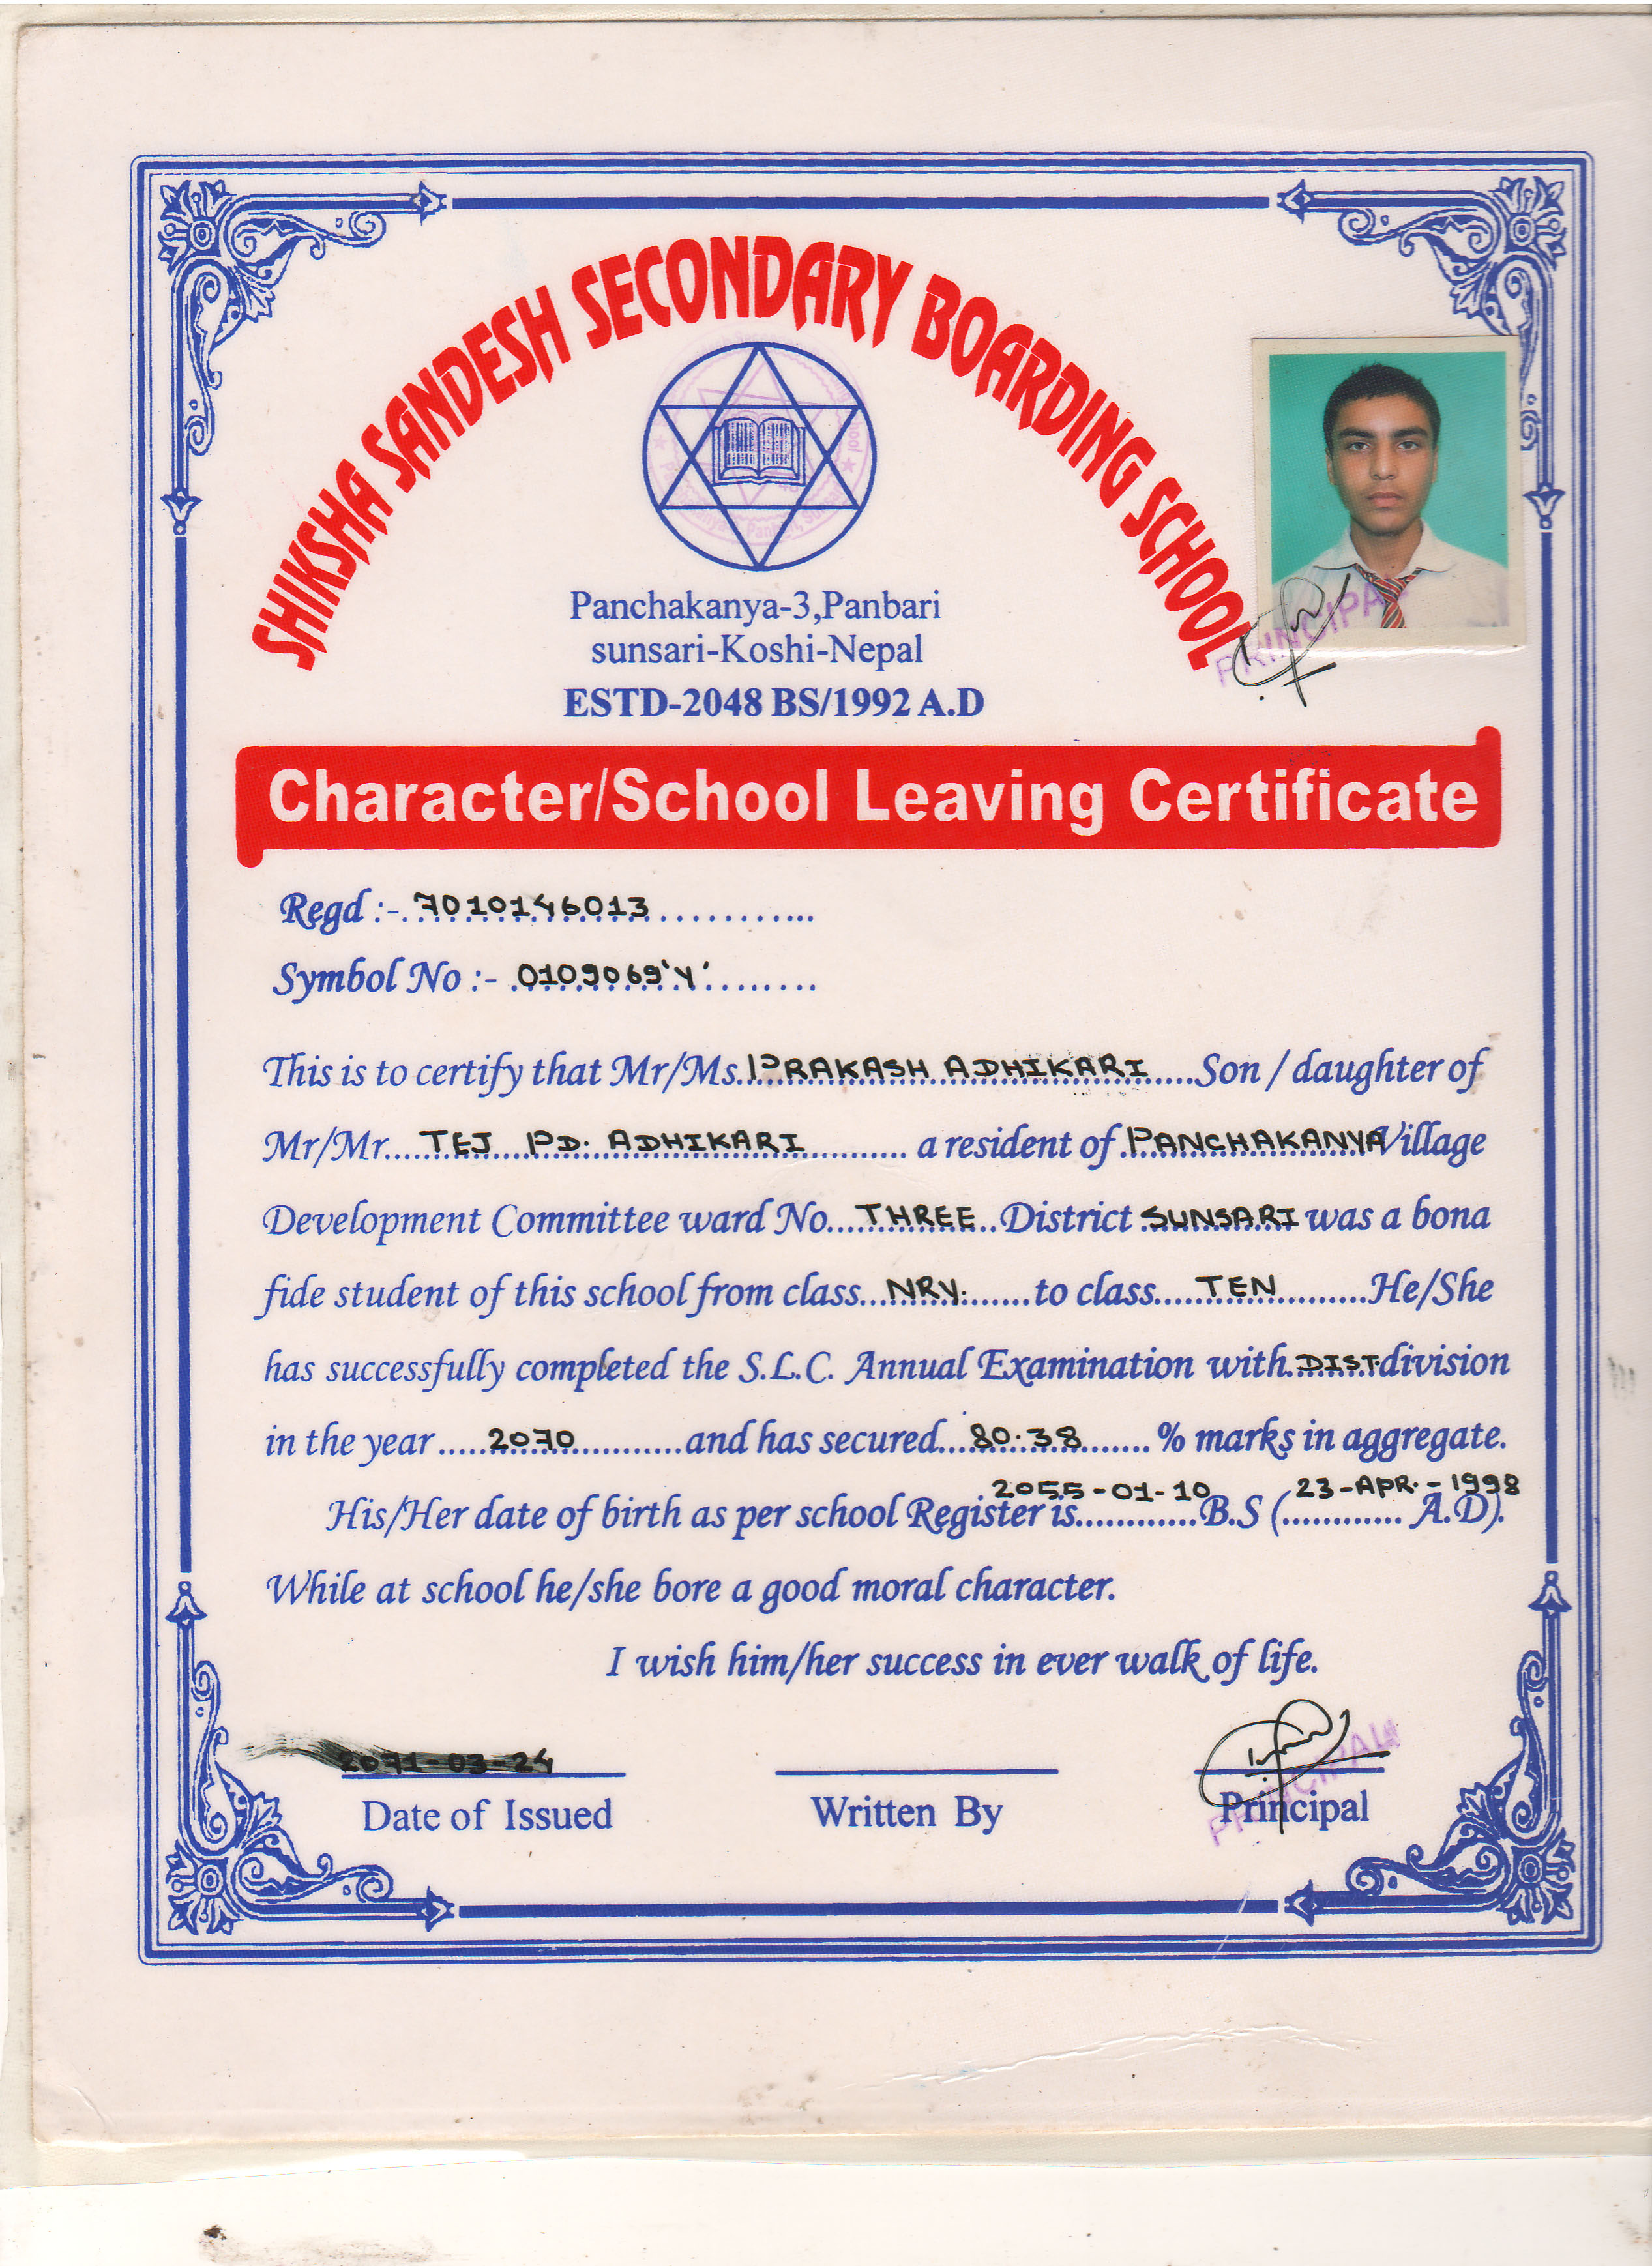 SHIKSHA SANDESH SECONDARY BOARDING SCHOOL
Panchakanya-3,Panbari
sunsari-Koshi-Nepal
ESTD-2048 BS/1992 A.D
PRINCIPAL
Character/School Leaving Certificate
Regd :-.7010146013............
Symbol No :- .0109069'Y'........
This is to certify that Mr/Ms.PRAKASH ADHIKARI.....Son / daughter of
Mr/Mr....TEJ PD. ADHIKARI.......... a resident of .PANCHAKANYA Village
Development Committee ward No...THREE..District SUNSARI was a bona
fide student of this school from class...NRY.......to class.....TEN.........He/She
has successfully completed the S.L.C. Annual Examination with.DIST.division
in the year .....2070............and has secured...80.38....... % marks in aggregate.
His/Her date of birth as per school Register is 2055-01-10 B.S (23-APR.-1998 A.D).
While at school he/she bore a good moral character.
I wish him/her success in ever walk of life.
2071-03-24
PRINCIPAL
Date of Issued Written By Principal